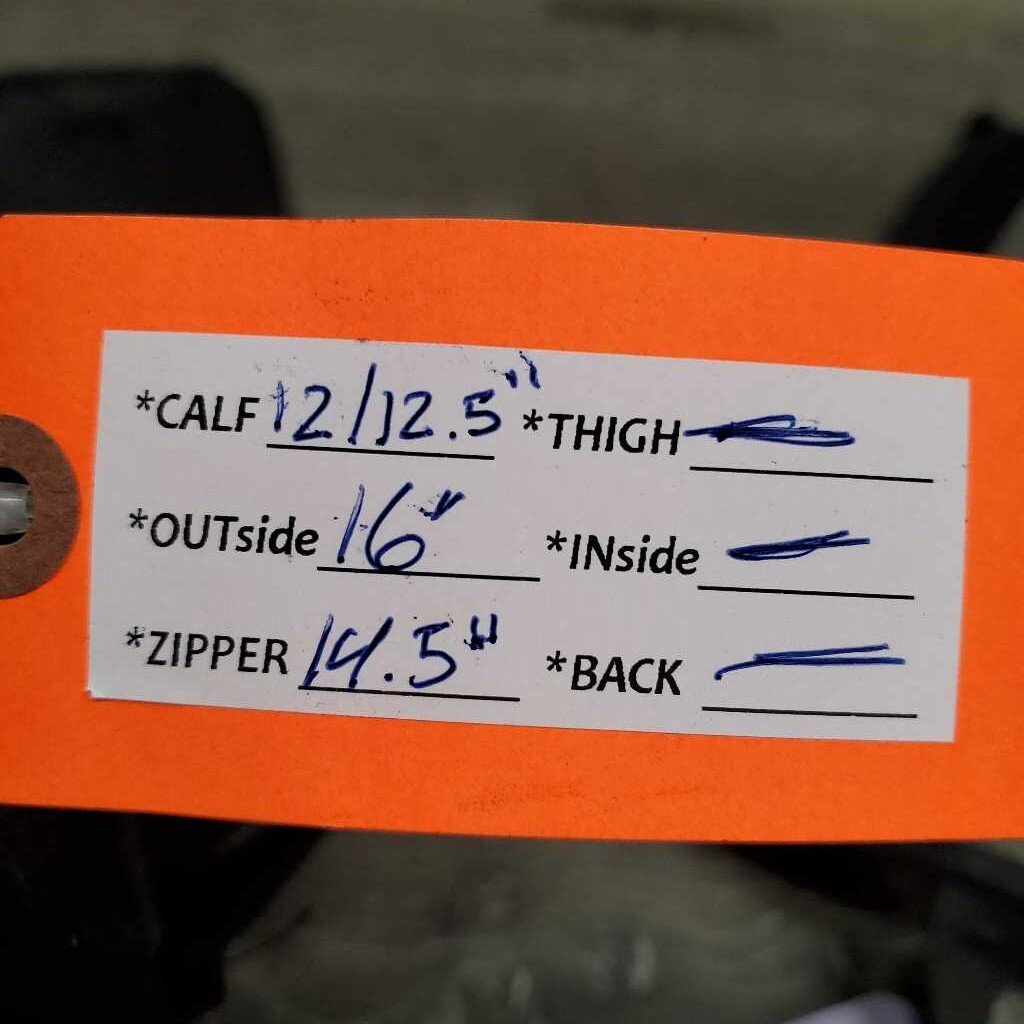 *CALF 12/12.5" *THIGH —
*OUTside 16" *INside —
*ZIPPER 14.5" *BACK —